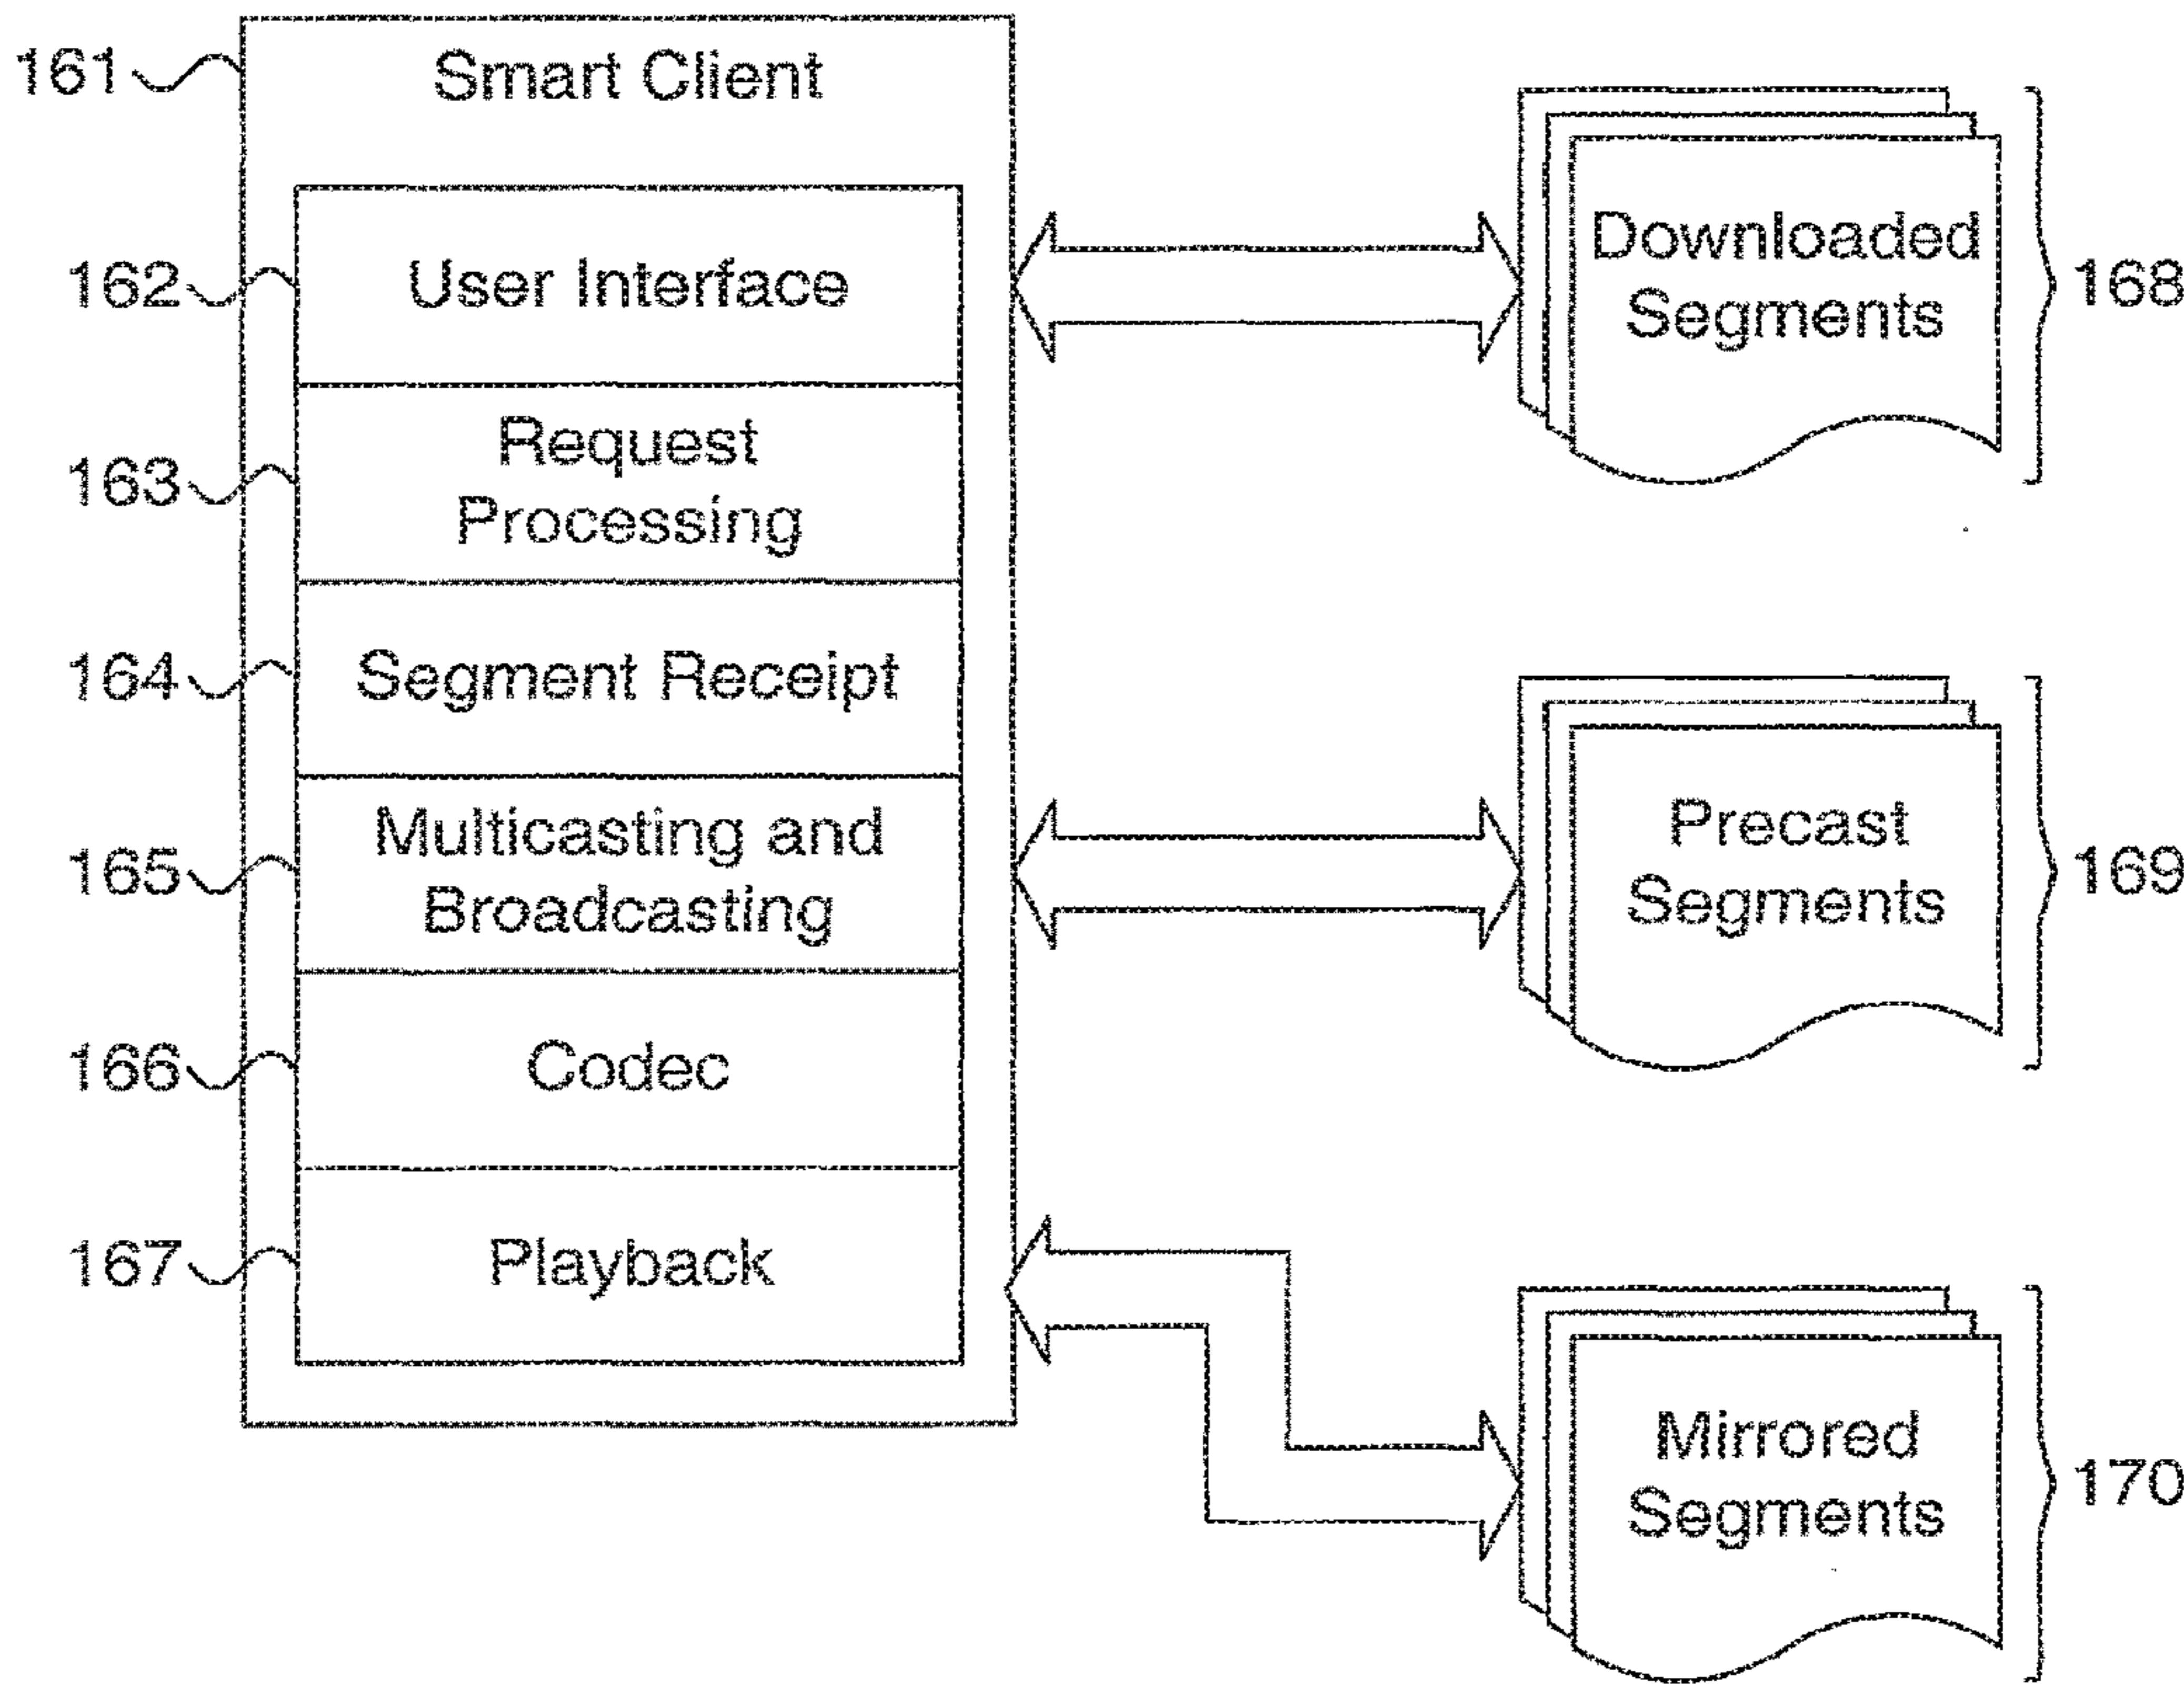 161
Smart Client
162
User Interface
163
Request
Processing
164
Segment Receipt
165
Multicasting and
Broadcasting
166
Codec
167
Playback
Downloaded
Segments
168
Precast
Segments
169
Mirrored
Segments
170